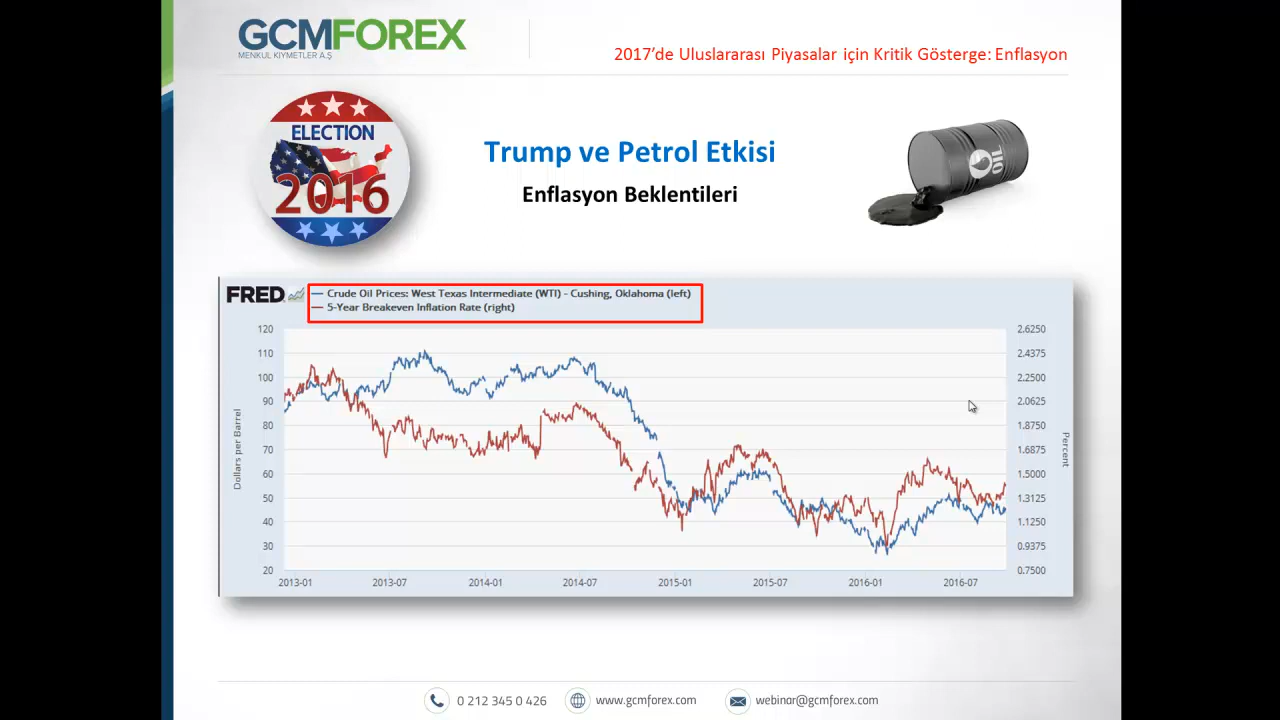 GCMFOREX
MENKUL KIYMETLER A.Ş
2017'de Uluslararası Piyasalar için Kritik Gösterge: Enflasyon
ELECTION
2016
Trump ve Petrol Etkisi
Enflasyon Beklentileri
OIL
FRED
Crude Oil Prices: West Texas Intermediate (WTI) - Cushing, Oklahoma (left)
5-Year Breakeven Inflation Rate (right)
120 2.6250
110 2.4375
100 2.2500
90 2.0625
80 1.8750
70 1.6875
60 1.5000
50 1.3125
40 1.1250
30 0.9375
20 0.7500
Dollars per Barrel
Percent
2013-01 2013-07 2014-01 2014-07 2015-01 2015-07 2016-01 2016-07
0 212 345 0 426 www.gcmforex.com webinar@gcmforex.com